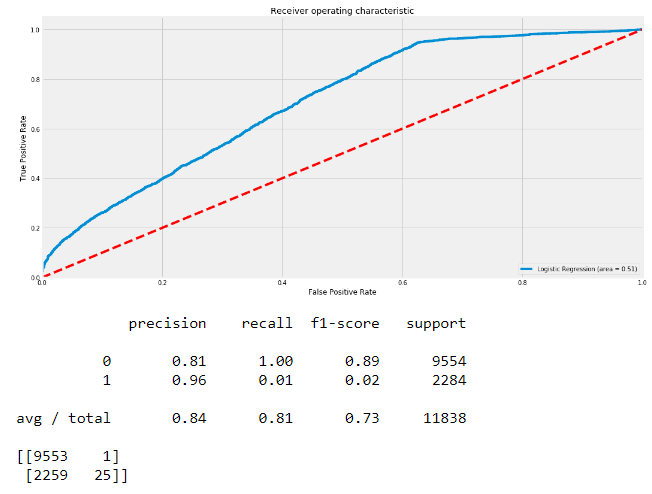 Receiver operating characteristic
1.0
0.8
0.6
0.4
0.2
0.0
True Positive Rate
0.0 0.2 0.4 0.6 0.8 1.0
False Positive Rate
Logistic Regression (area = 0.51)
precision recall f1-score support
0 0.81 1.00 0.89 9554
1 0.96 0.01 0.02 2284
avg / total 0.84 0.81 0.73 11838
[[9553 1]
[2259 25]]